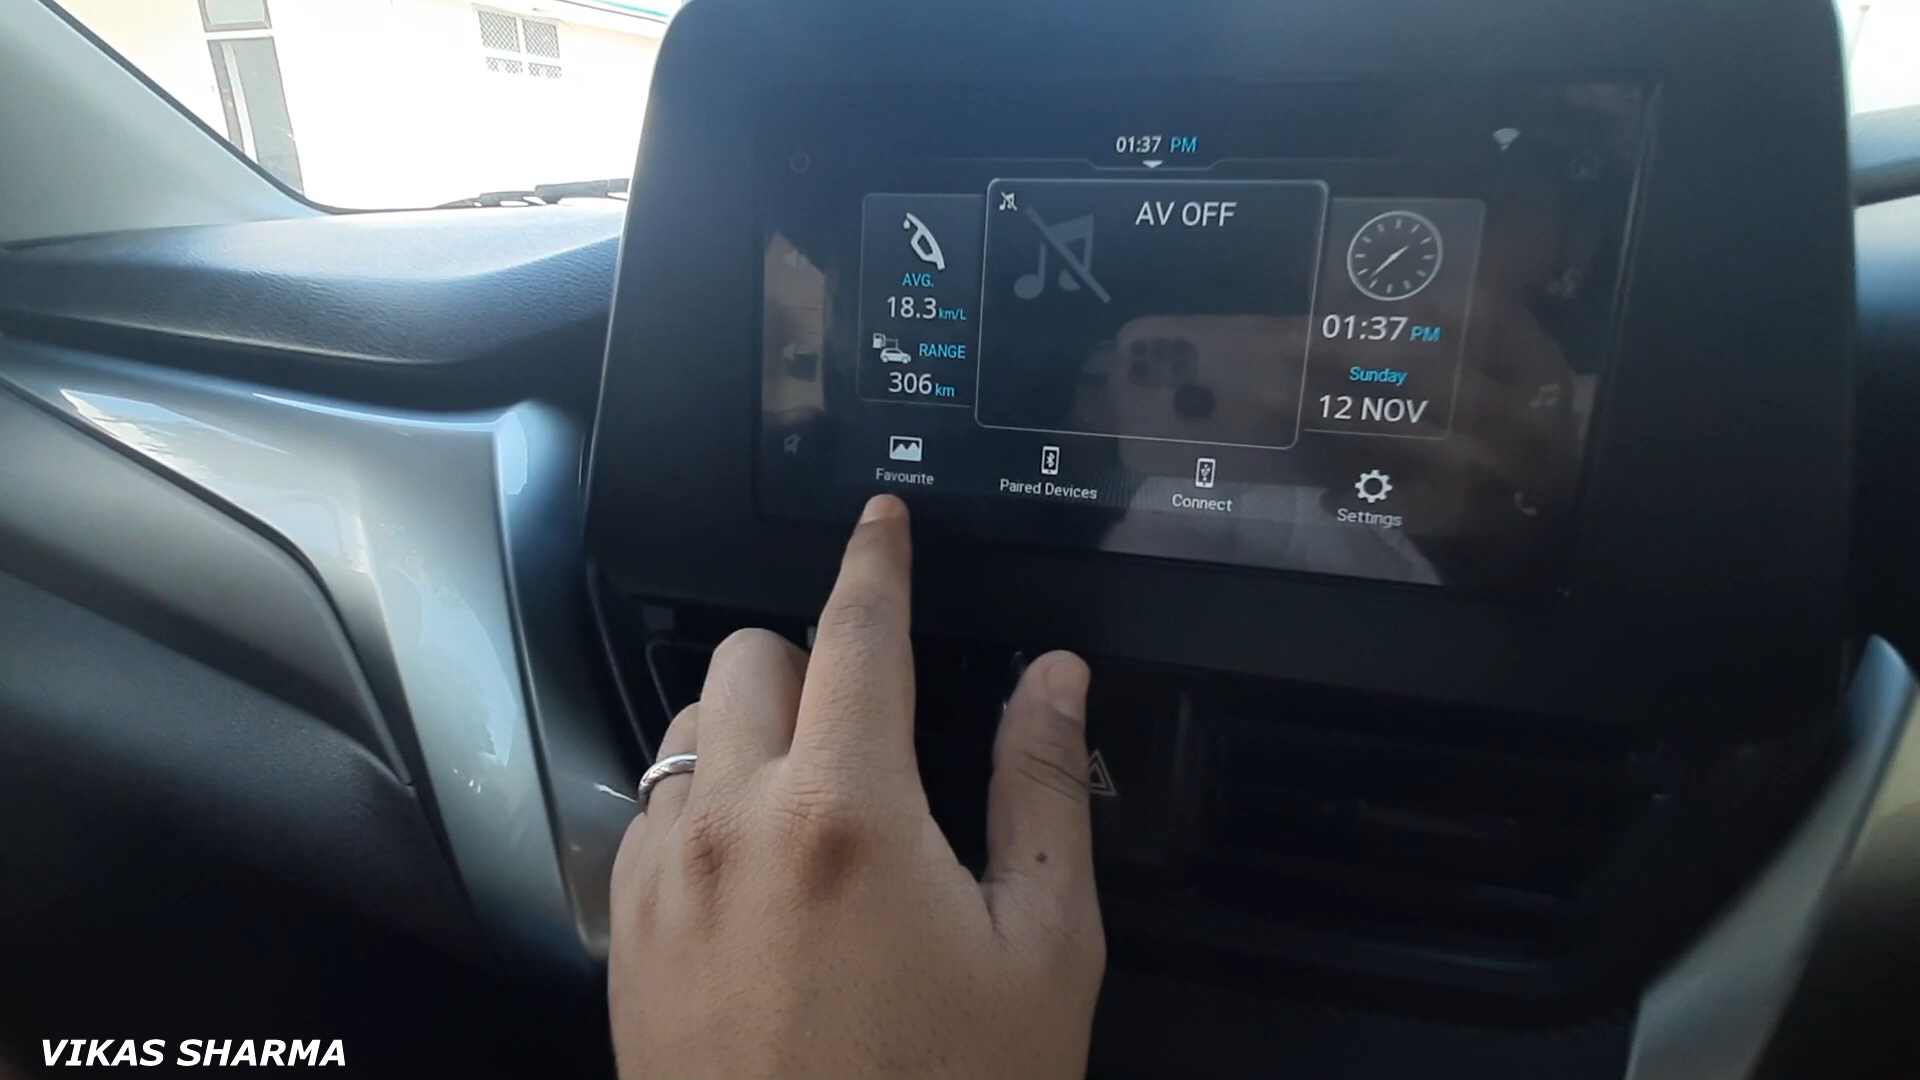 01:37 PM
AV OFF
AVG.
18.3 km/L
RANGE
306 km
01:37 PM
Sunday
12 NOV
Favourite
Paired Devices
Connect
Settings
VIKAS SHARMA